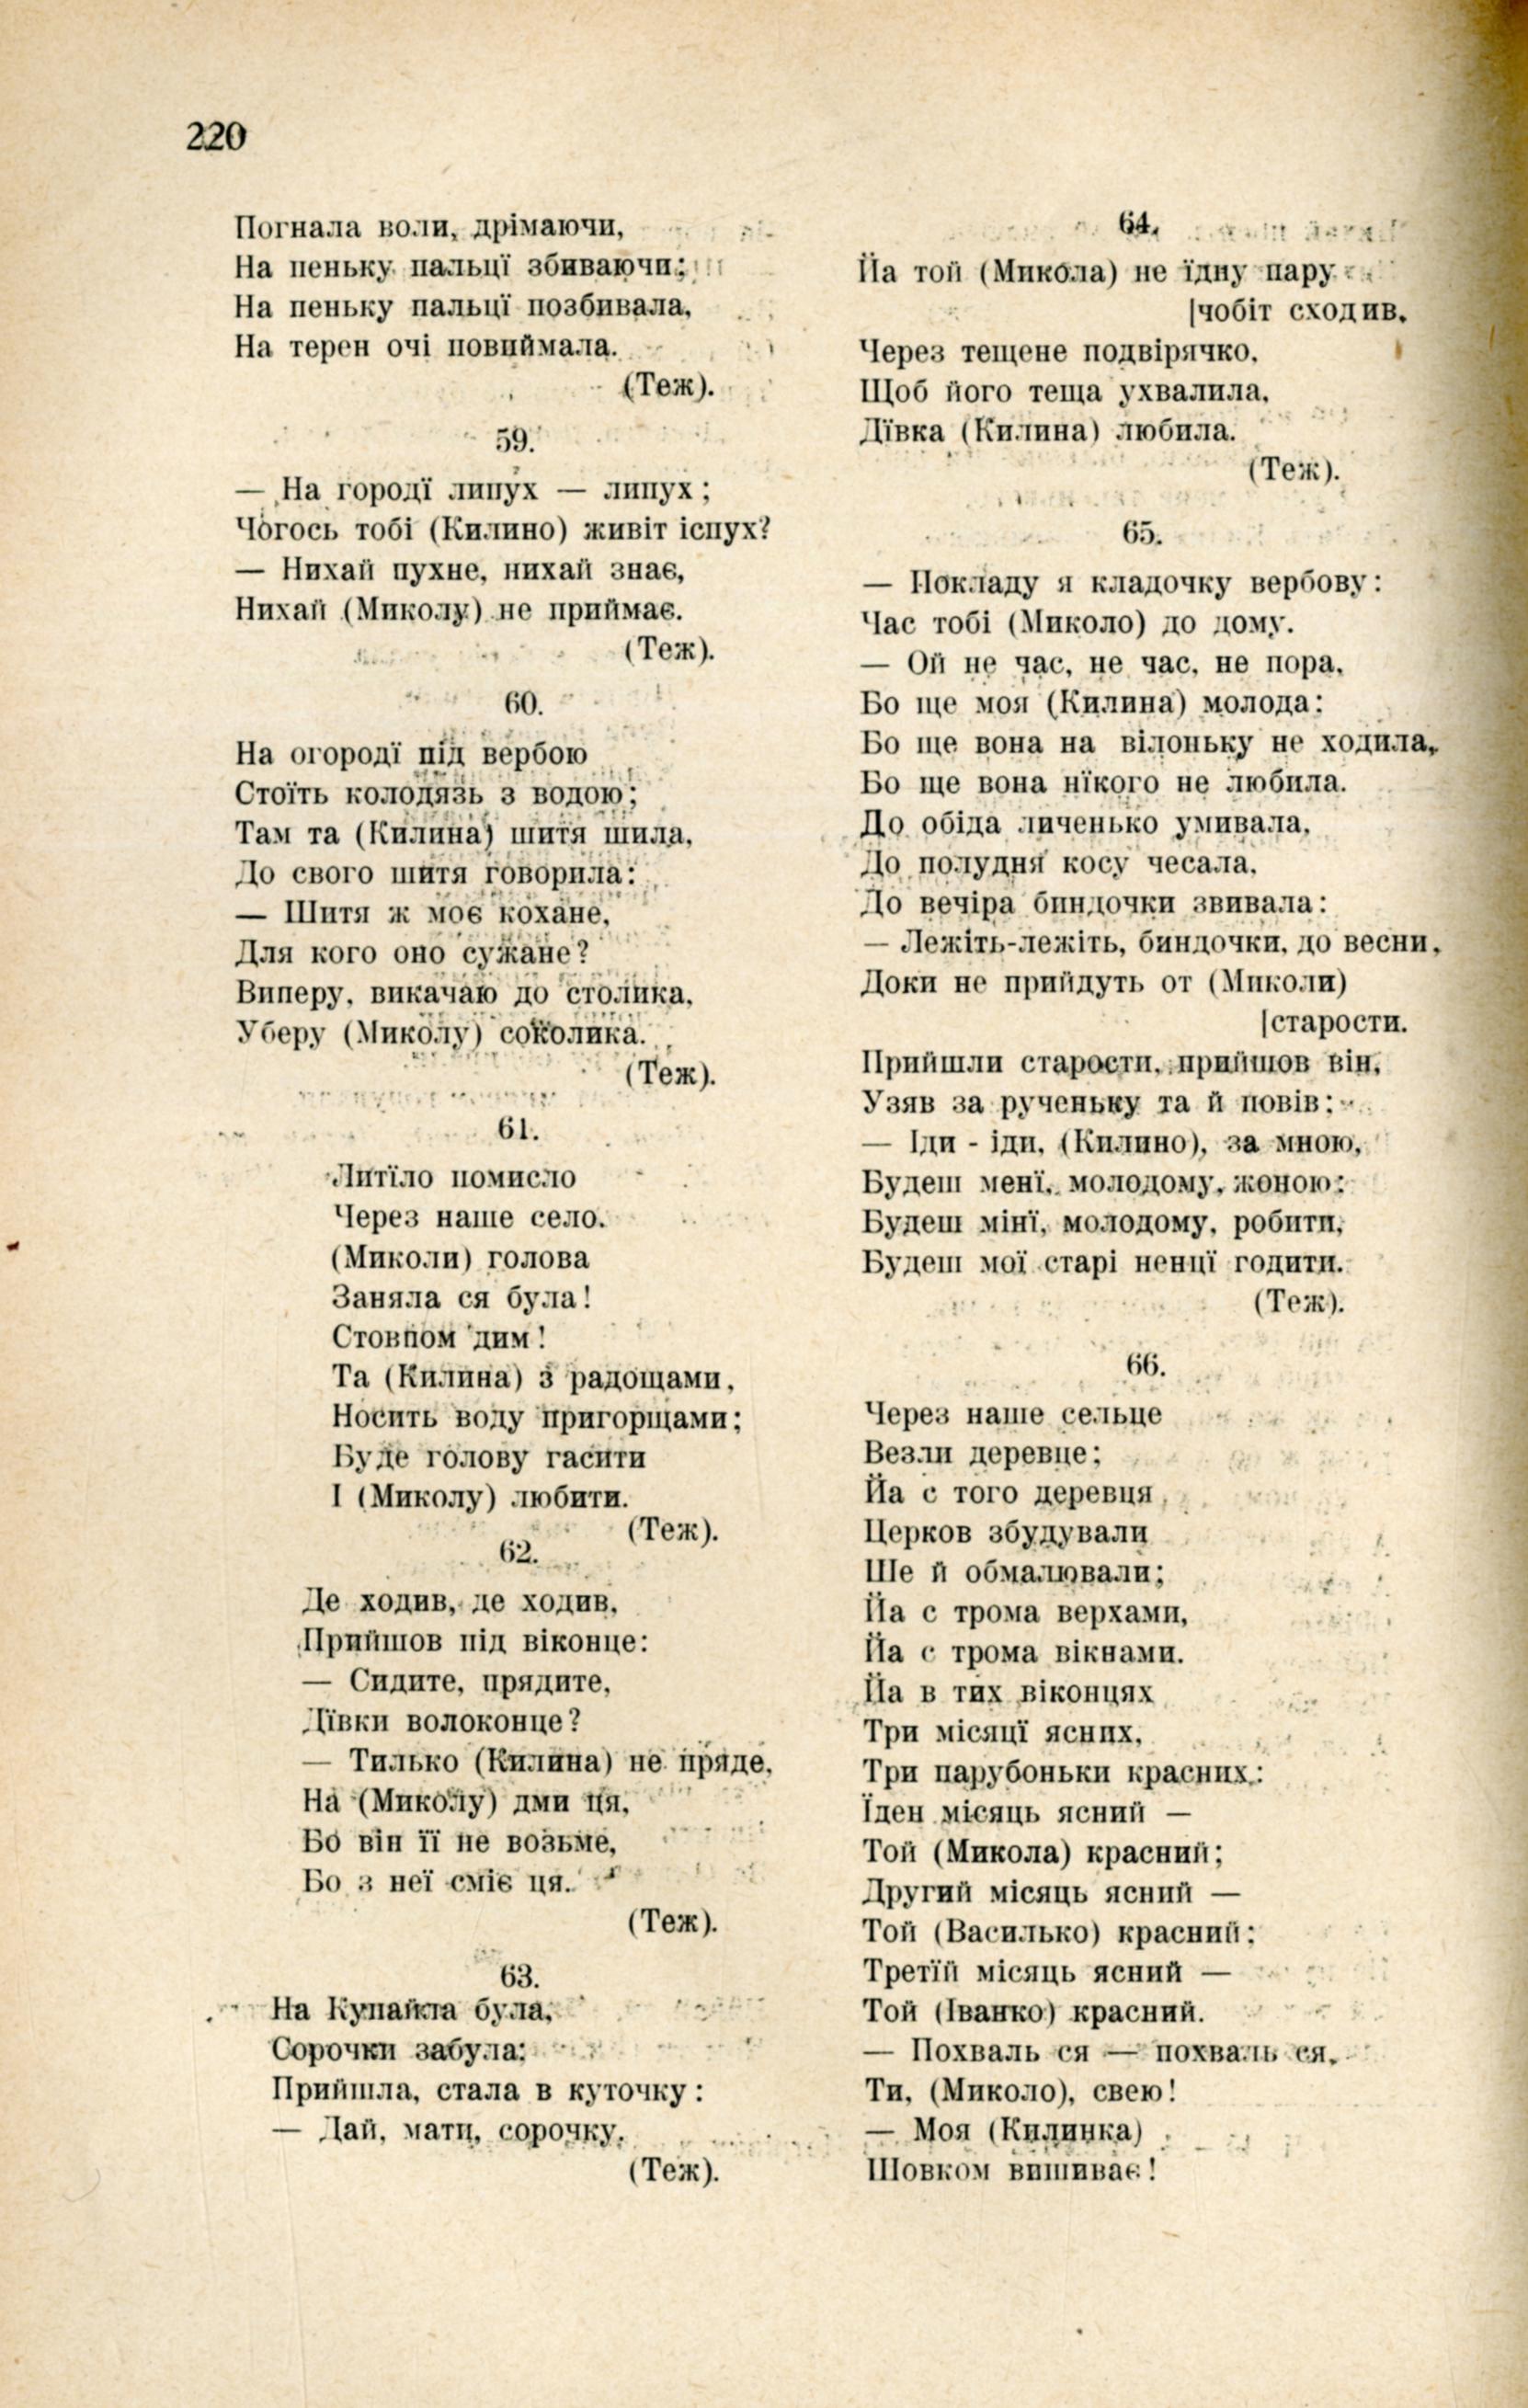 220
Погнала воли, дрімаючи,
На пеньку пальці збиваючи;
На пеньку пальці позбивала,
На терен очі повиймала.
(Теж).
59.
— На городї липух — липух;
Чогось тобі (Килино) живіт іспух?
— Нихай пухне, нихай знає,
Нихай (Миколу) не приймає.
(Теж).
60.
На огородї під вербою
Стоїть колодязь з водою;
Там та (Килина) шитя шила,
До свого шитя говорила:
— Шитя ж моє кохане,
Для кого оно сужане?
Виперу, викачаю до столика,
Уберу (Миколу) соколика.
(Теж).
61.
Литїло помисло
Через наше село.
(Миколи) голова
Заняла ся була!
Стовпом дим!
Та (Килина) з радощами,
Носить воду пригорщами;
Буде голову гасити
І (Миколу) любити.
(Теж).
62.
Де ходив, де ходив,
Прийшов під віконце:
— Сидите, прядите,
Дївки волоконце?
— Тилько (Килина) не пряде,
На (Миколу) дми ця,
Бо він її не возьме,
Бо з неї смів ця.
(Теж).
63.
На Купайла була,
Сорочки забула;
Прийшла, стала в куточку:
— Дай, мати, сорочку.
(Теж).
64.
Йа той (Микола) не їдну пару
[чобіт сходив,
Через тещене подвірячко,
Щоб його теща ухвалила,
Дївка (Килина) любила.
(Теж).
65.
— Покладу я кладочку вербову:
Час тобі (Миколо) до дому.
— Ой не час, не час, не пора,
Бо ще моя (Килина) молода:
Бо ще вона на вілоньку не ходила,
Бо ще вона нїкого не любила.
До обіда личенько умивала,
До полудня косу чесала,
До вечіра биндочки звивала:
— Лежіть-лежіть, биндочки, до весни,
Доки не прийдуть от (Миколи)
[старости.
Прийшли старости, прийшов він,
Узяв за рученьку та й повів:
— Іди - іди, (Килино), за мною,
Будеш мені, молодому, жоною:
Будеш мінї, молодому, робити,
Будеш мої старі ненцї годити.
(Теж).
66.
Через наше сельце
Везли деревце;
Йа с того деревця,
Церков збудували
Ше й обмалювали;
Йа с трома верхами,
Йа с трома вікнами.
Йа в тих віконцях
Три місяцї ясних,
Три парубоньки красних:
Їден місяць ясний —
Той (Микола) красний;
Другий місяць ясний —
Той (Василько) красний;
Третїй місяць ясний —
Той (Іванко) красний.
— Похваль ся — похваль ся,
Ти, (Миколо), свею!
— Моя (Килинка)
Шовком вишиває!